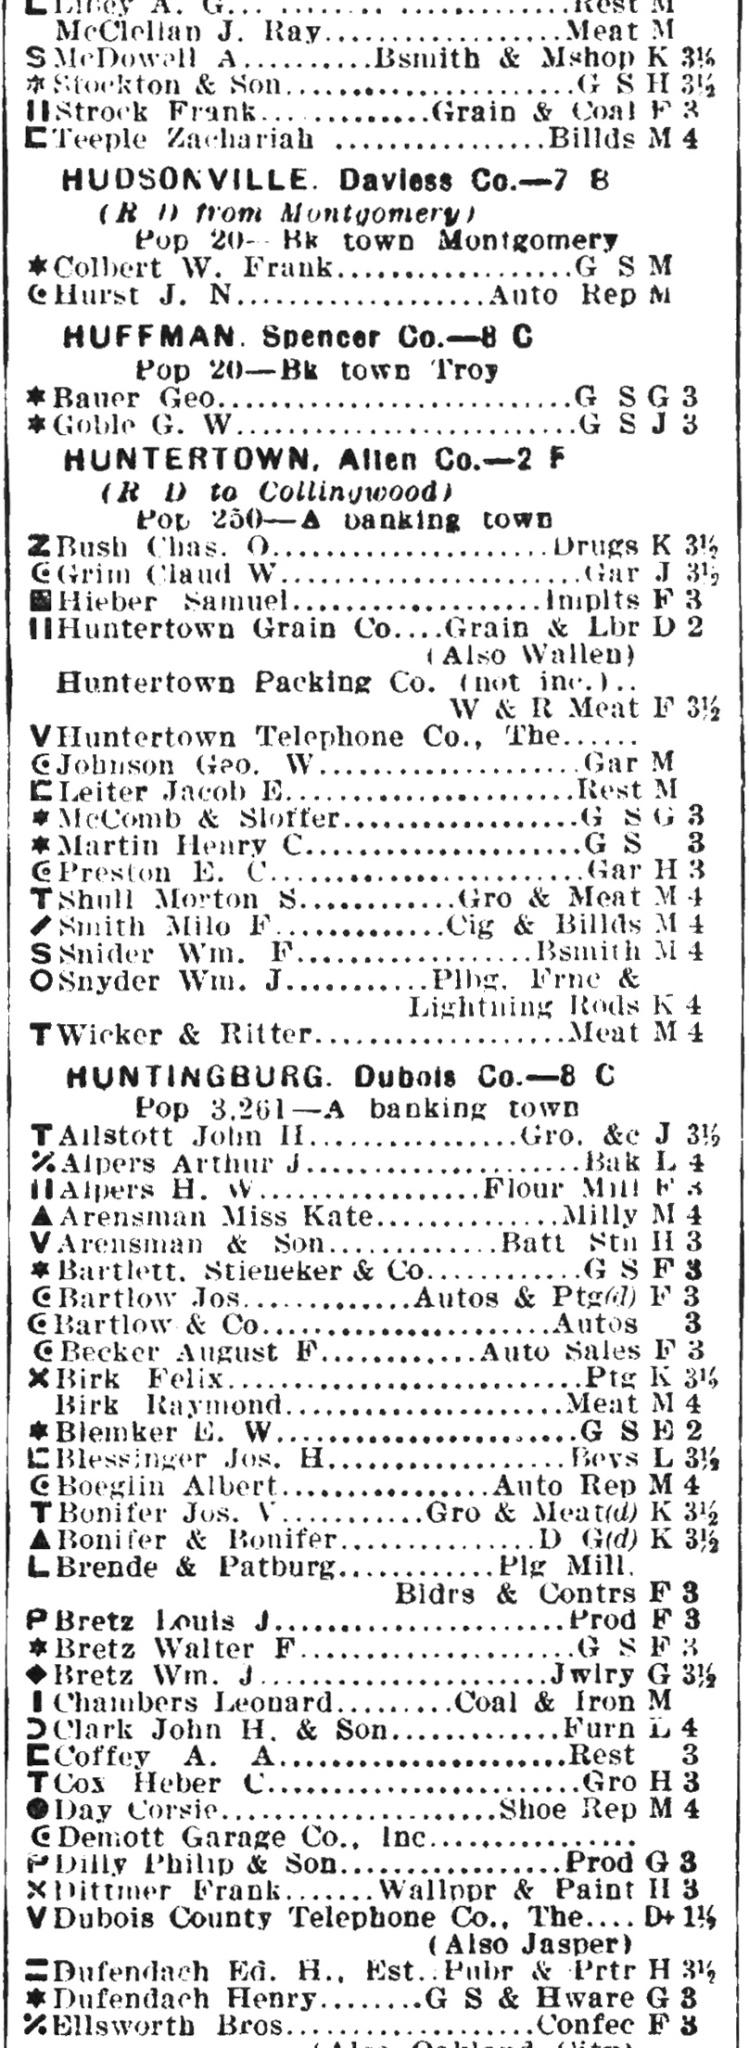 Licey A. G... Rest M
McClellan J. Ray..........Meat M
S McDowell A..........Bsmith & Mshop K 3½
* Stockton & Son..........G S H 3½
Strock Frank..........Grain & Coal F 3
Teeple Zachariah ..........Billds M 4
HUDSONVILLE. Daviess Co.—7 B
(R D from Montgomery)
Pop 20—Bk town Montgomery
* Colbert W. Frank..........G S M
Hurst J. N..........Auto Rep M
HUFFMAN. Spencer Co.—8 C
Pop 20—Bk town Troy
* Bauer Geo..........G S G 3
* Goble G. W..........G S J 3
HUNTERTOWN, Allen Co.—2 F
(R D to Collingwood)
Pop 250—A banking town
Z Bush Chas. O..........Drugs K 3½
Grim Claud W..........Gar J 3½
Hieber Samuel..........Implts F 3
Huntertown Grain Co....Grain & Lbr D 2
(Also Wallen)
Huntertown Packing Co. (not inc.)..
W & R Meat F 3½
V Huntertown Telephone Co., The......
Johnson Geo. W..........Gar M
Leiter Jacob E..........Rest M
* McComb & Sloffer..........G S G 3
* Martin Henry C..........G S 3
Preston E. C..........Gar H 3
T Shull Morton S..........Gro & Meat M 4
Smith Milo F..........Cig & Billds M 4
S Snider Wm. F..........Bsmith M 4
O Snyder Wm. J..........Plbg. Frnc &
Lightning Rods K 4
T Wicker & Ritter..........Meat M 4
HUNTINGBURG. Dubois Co.—8 C
Pop 3,261—A banking town
T Allstott John H..........Gro. &c J 3½
% Alpers Arthur J..........Bak L 4
Alpers H. W..........Flour Mill F 3
▲ Arensman Miss Kate..........Milly M 4
V Arensman & Son..........Batt Stn H 3
* Bartlett, Stieneker & Co..........G S F 3
Bartlow Jos..........Autos & Ptg(d) F 3
Bartlow & Co..........Autos 3
Becker August F..........Auto Sales F 3
X Birk Felix..........Ptg K 3½
Birk Raymond..........Meat M 4
* Blemker E. W..........G S E 2
Blessinger Jos. H..........Bevs L 3½
Boeglin Albert..........Auto Rep M 4
T Bonifer Jos. V..........Gro & Meat(d) K 3½
▲ Bonifer & Bonifer..........D G(d) K 3½
L Brende & Patburg..........Plg Mill.
Bldrs & Contrs F 3
P Bretz Louis J..........Prod F 3
* Bretz Walter F..........G S F 3
◆ Bretz Wm. J..........Jwlry G 3½
I Chambers Leonard..........Coal & Iron M
Clark John H. & Son..........Furn L 4
Coffey A. A..........Rest 3
T Cox Heber C..........Gro H 3
● Day Corsie..........Shoe Rep M 4
Demott Garage Co., Inc..........
P Dilly Philip & Son..........Prod G 3
X Dittmer Frank.......Wallppr & Paint H 3
V Dubois County Telephone Co., The.... D+ 1½
(Also Jasper)
= Dufendach Ed. H., Est..Pubr & Prtr H 3½
* Dufendach Henry........G S & Hware G 3
% Ellsworth Bros..........Confec F 3
(Also Oakland City)